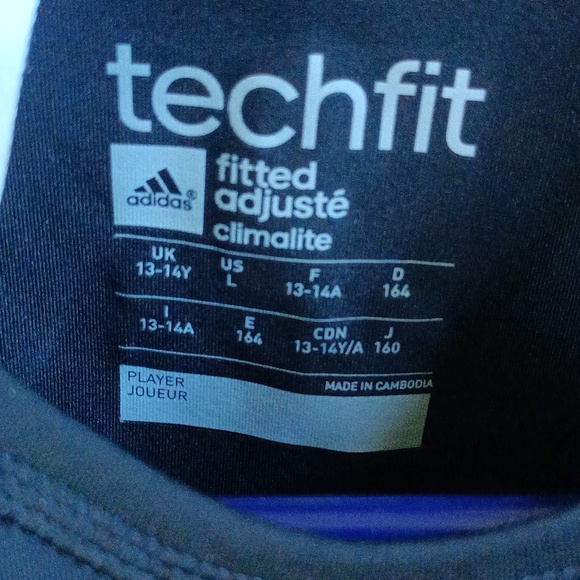 techfit
adidas®
fitted
adjusté
climalite
UK US F D
13-14Y L 13-14A 164
I E CDN J
13-14A 164 13-14Y/A 160
PLAYER
JOUEUR
MADE IN CAMBODIA